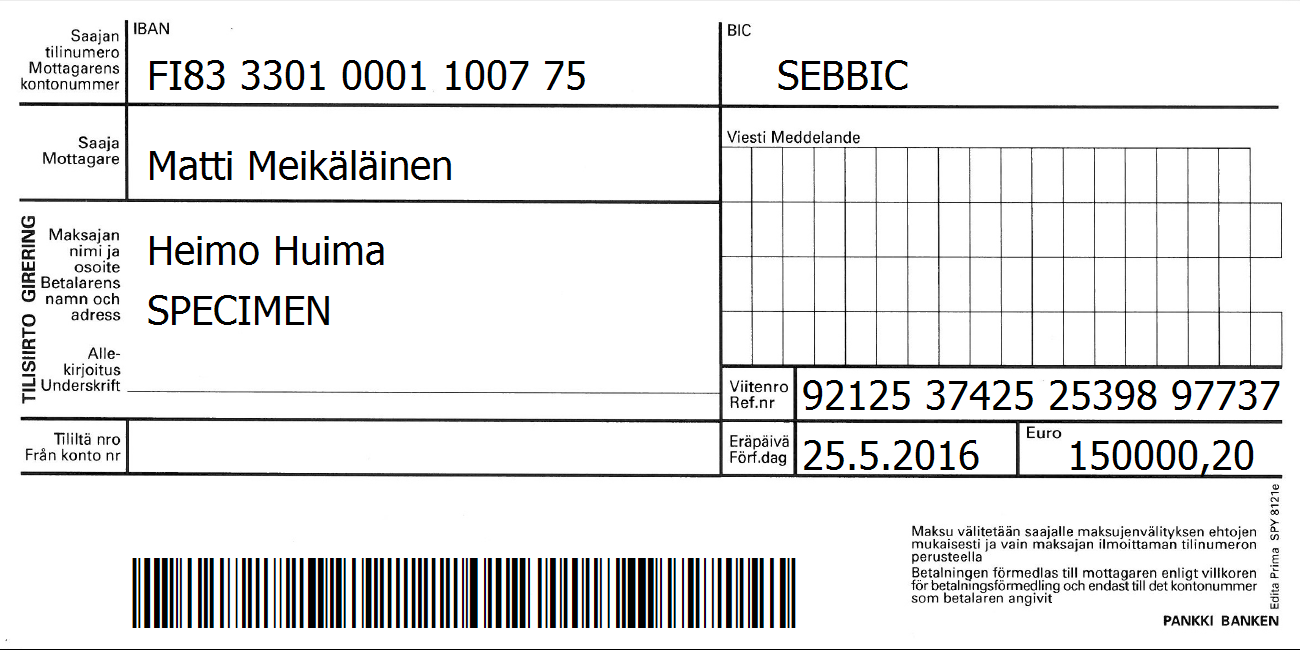 Saajan
tilinumero
Mottagarens
kontonummer
IBAN
FI83 3301 0001 1007 75
BIC
SEBBIC
Saaja
Mottagare
Matti Meikäläinen
Viesti Meddelande
TILISIIRTO GIRERING
Maksajan
nimi ja
osoite
Betalarens
namn och
adress
Heimo Huima
SPECIMEN
Alle-
kirjoitus
Underskrift
Viitenro
Ref.nr
92125 37425 25398 97737
Tililtä nro
Från konto nr
Eräpäivä
Förf.dag
25.5.2016
Euro
150000,20
Maksu välitetään saajalle maksujenvälityksen ehtojen
mukaisesti ja vain maksajan ilmoittaman tilinumeron
perusteella
Betalningen förmedlas till mottagaren enligt villkoren
för betalningsförmedling och endast till det kontonummer
som betalaren angivit
PANKKI BANKEN
Edita Prima SPY 8121e